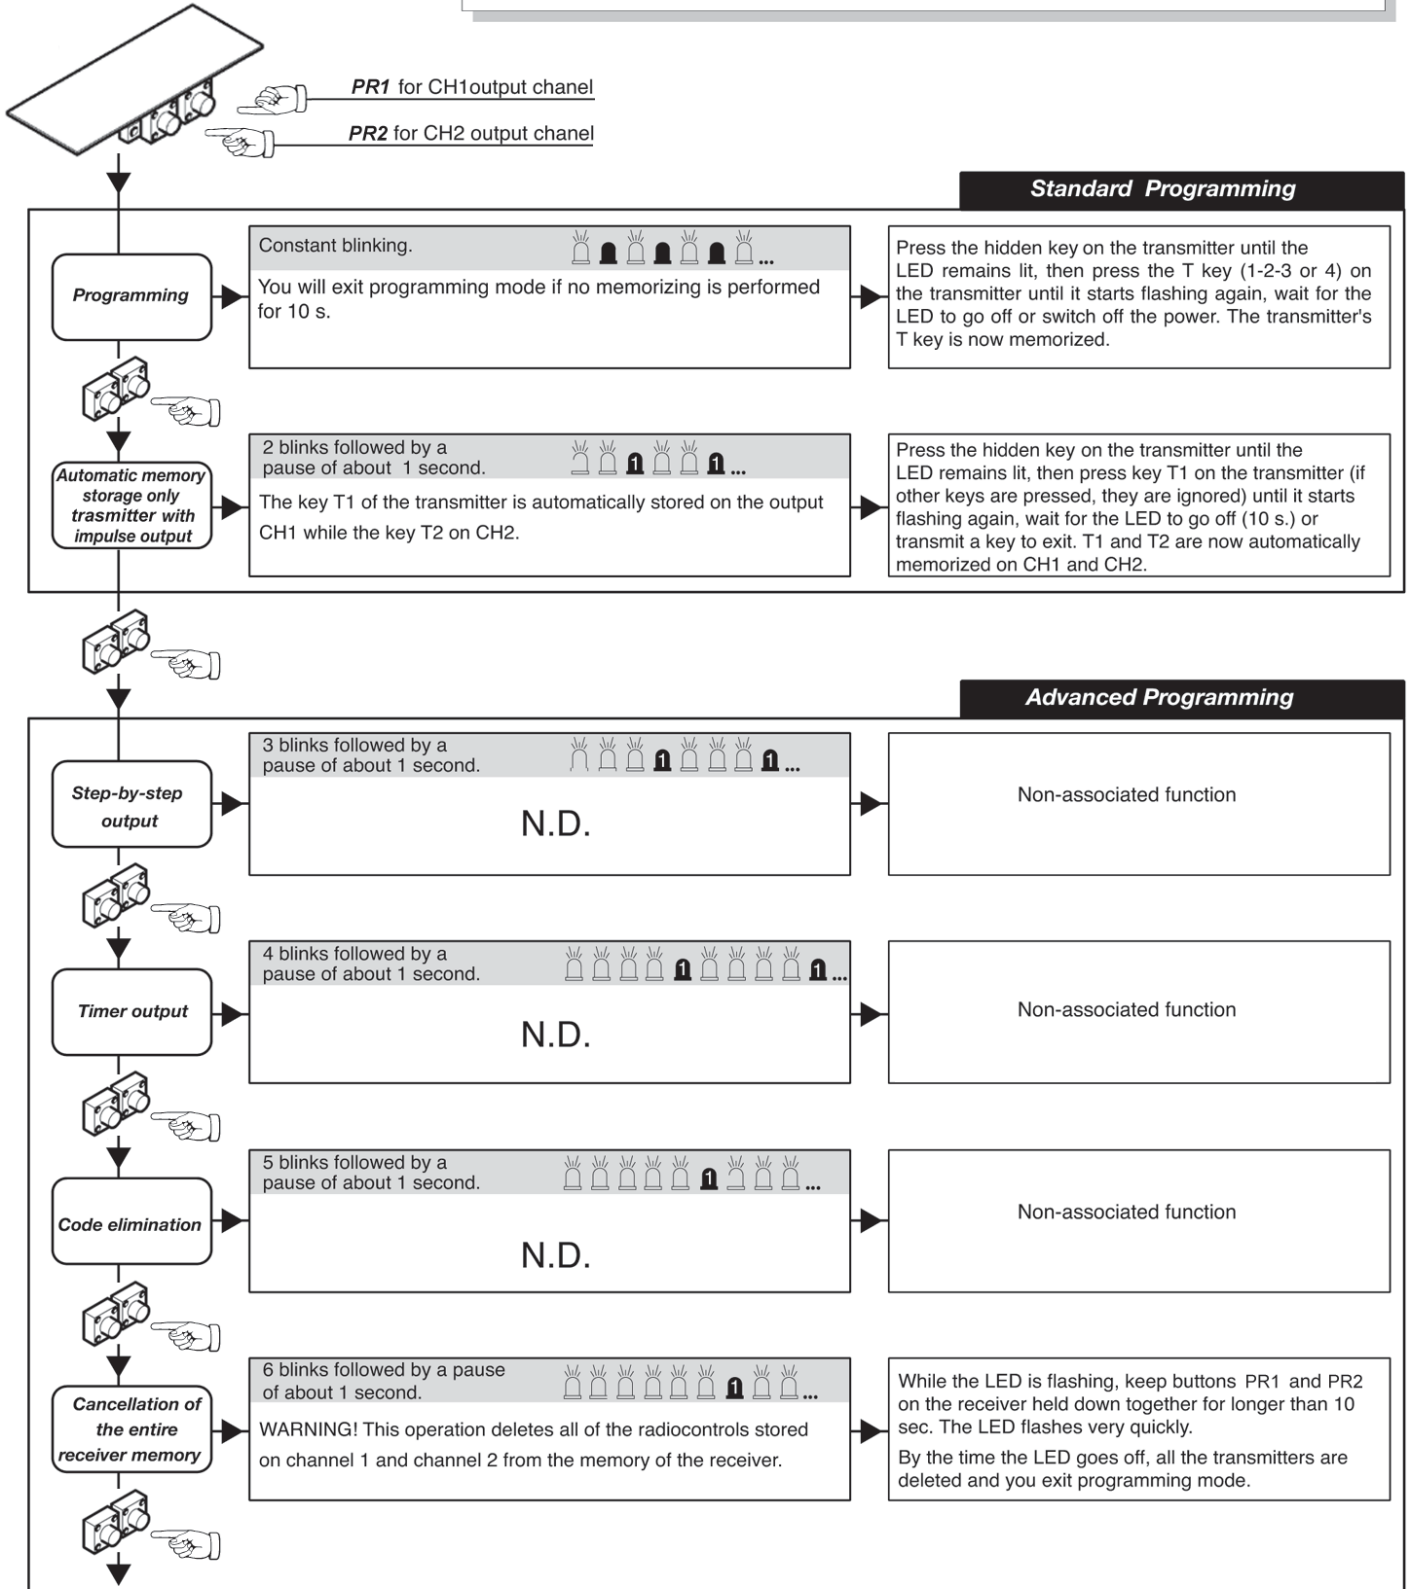 PR1 for CH1output chanel
PR2 for CH2 output chanel
Standard Programming
Programming
Constant blinking.
...
You will exit programming mode if no memorizing is performed
for 10 s.
Press the hidden key on the transmitter until the
LED remains lit, then press the T key (1-2-3 or 4) on
the transmitter until it starts flashing again, wait for the
LED to go off or switch off the power. The transmitter's
T key is now memorized.
Automatic memory
storage only
trasmitter with
impulse output
2 blinks followed by a
pause of about 1 second.
1 1 ...
The key T1 of the transmitter is automatically stored on the output
CH1 while the key T2 on CH2.
Press the hidden key on the transmitter until the
LED remains lit, then press key T1 on the transmitter (if
other keys are pressed, they are ignored) until it starts
flashing again, wait for the LED to go off (10 s.) or
transmit a key to exit. T1 and T2 are now automatically
memorized on CH1 and CH2.
Advanced Programming
Step-by-step
output
3 blinks followed by a
pause of about 1 second.
1 1 ...
N.D.
Non-associated function
Timer output
4 blinks followed by a
pause of about 1 second.
1 1 ...
N.D.
Non-associated function
Code elimination
5 blinks followed by a
pause of about 1 second.
1 ...
N.D.
Non-associated function
Cancellation of
the entire
receiver memory
6 blinks followed by a pause
of about 1 second.
1 ...
WARNING! This operation deletes all of the radiocontrols stored
on channel 1 and channel 2 from the memory of the receiver.
While the LED is flashing, keep buttons PR1 and PR2
on the receiver held down together for longer than 10
sec. The LED flashes very quickly.
By the time the LED goes off, all the transmitters are
deleted and you exit programming mode.